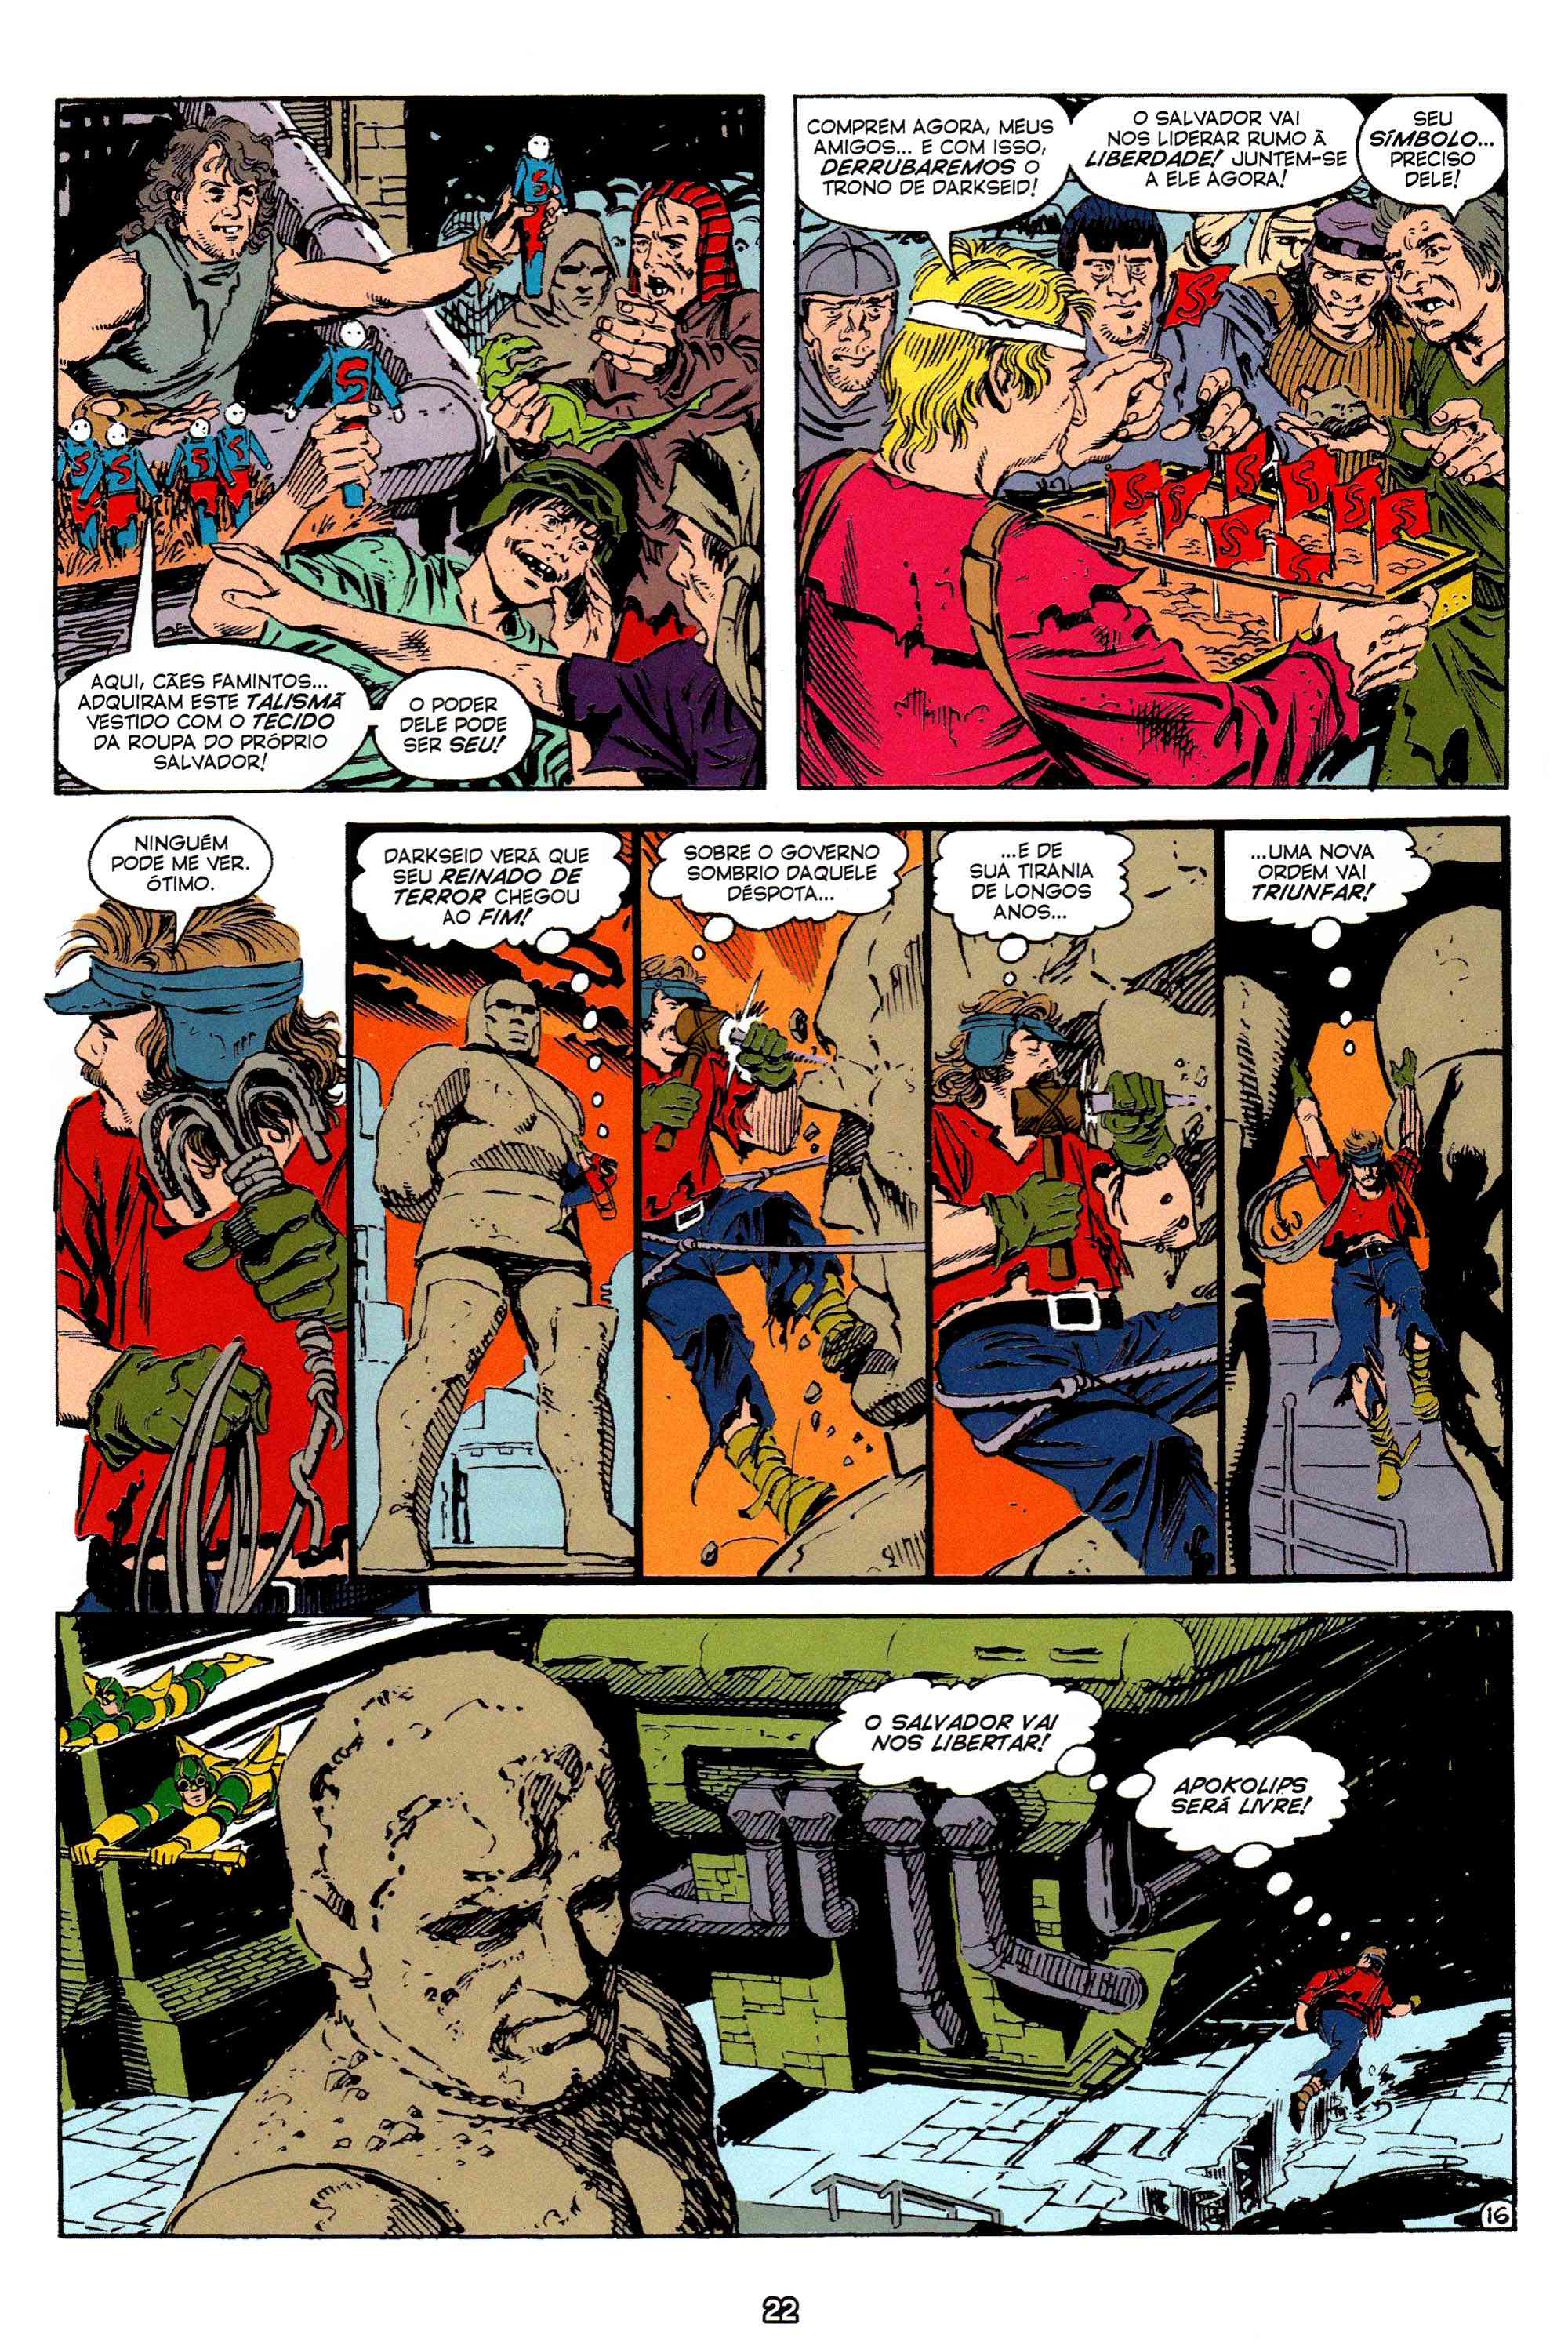 AQUI, CÃES FAMINTOS...
ADQUIRAM ESTE TALISMÃ
VESTIDO COM O TECIDO
DA ROUPA DO PRÓPRIO
SALVADOR!
O PODER
DELE PODE
SER SEU!
COMPREM AGORA, MEUS
AMIGOS... E COM ISSO,
DERRUBAREMOS O
TRONO DE DARKSEID!
O SALVADOR VAI
NOS LIDERAR RUMO À
LIBERDADE! JUNTEM-SE
A ELE AGORA!
SEU
SÍMBOLO...
PRECISO
DELE!
NINGUÉM
PODE ME VER.
ÓTIMO.
DARKSEID VERÁ QUE
SEU REINADO DE
TERROR CHEGOU
AO FIM!
SOBRE O GOVERNO
SOMBRIO DAQUELE
DÉSPOTA...
...E DE
SUA TIRANIA
DE LONGOS
ANOS...
...UMA NOVA
ORDEM VAI
TRIUNFAR!
O SALVADOR VAI
NOS LIBERTAR!
APOKOLIPS
SERÁ LIVRE!
16
22